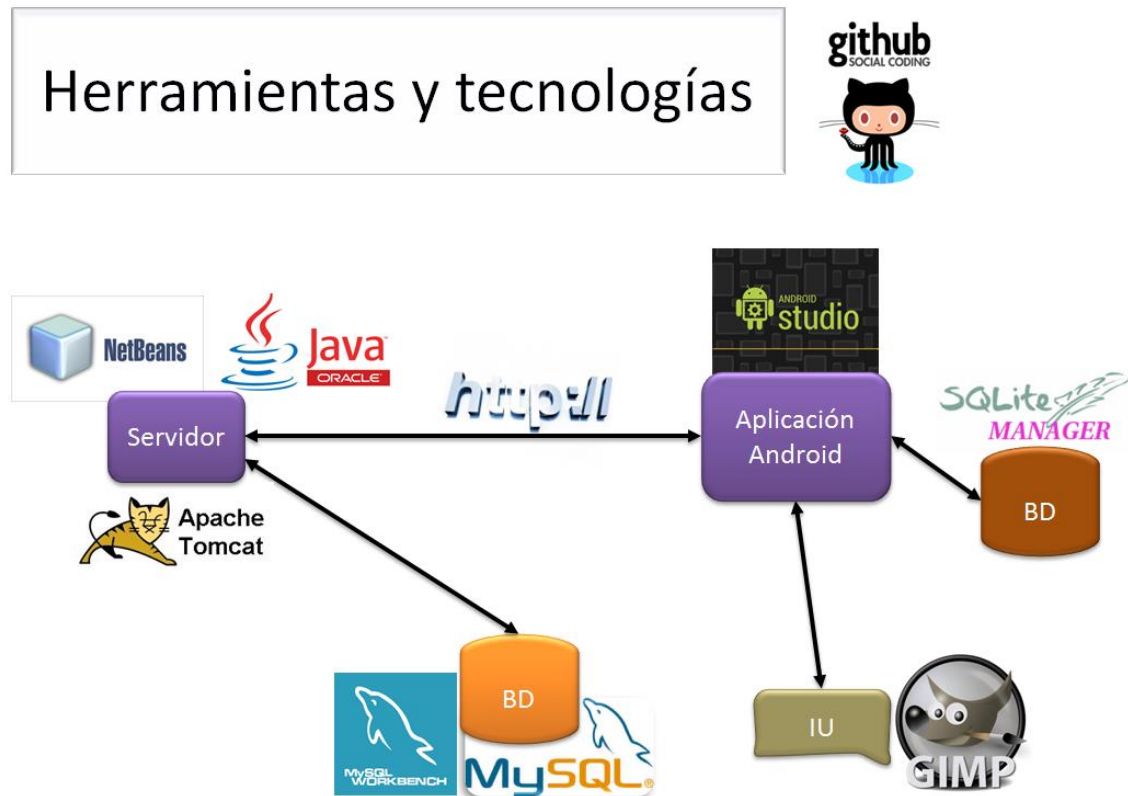 Herramientas y tecnologías
github
SOCIAL CODING
NetBeans
Java
ORACLE
http://
ANDROID
studio
SQLite
MANAGER
Servidor
Aplicación
Android
BD
Apache
Tomcat
BD
MySQL
WORKBENCH
MySQL
IU
GIMP